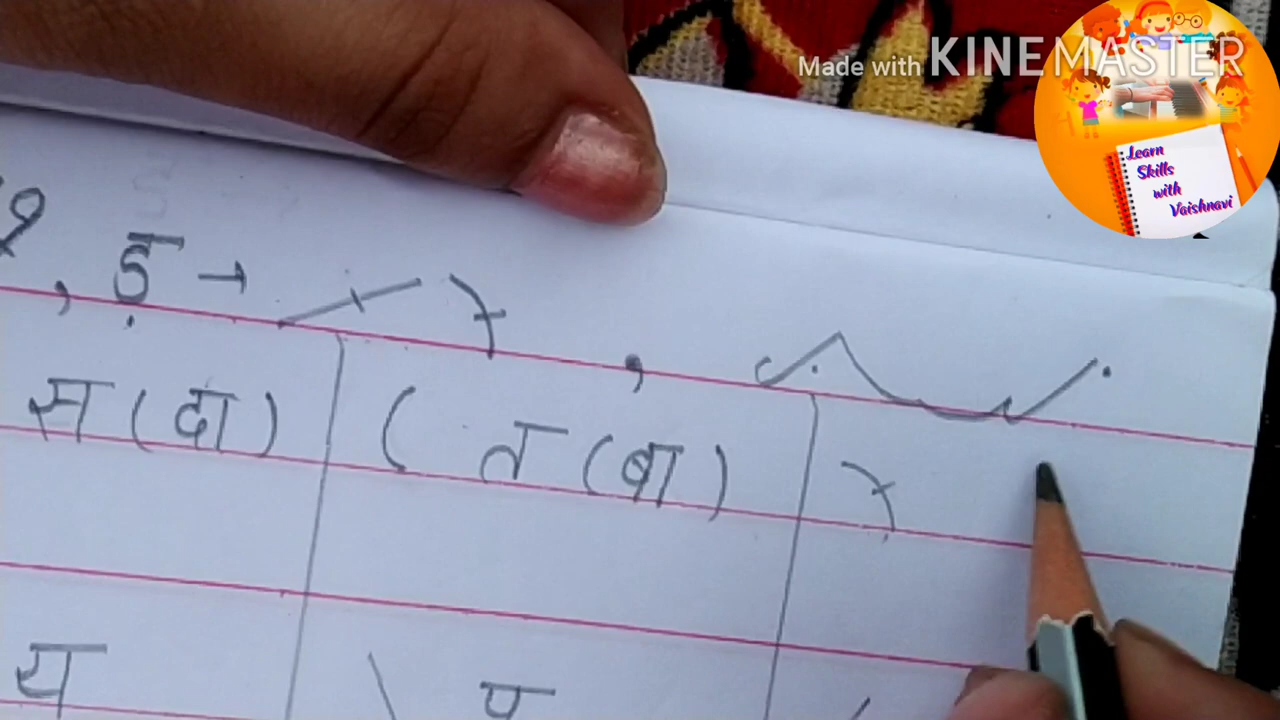 Made with KINEMASTER
Learn
Skills
with
Vaishnavi
, ड़ →
,
स (दा)
( त (बा)
य
प